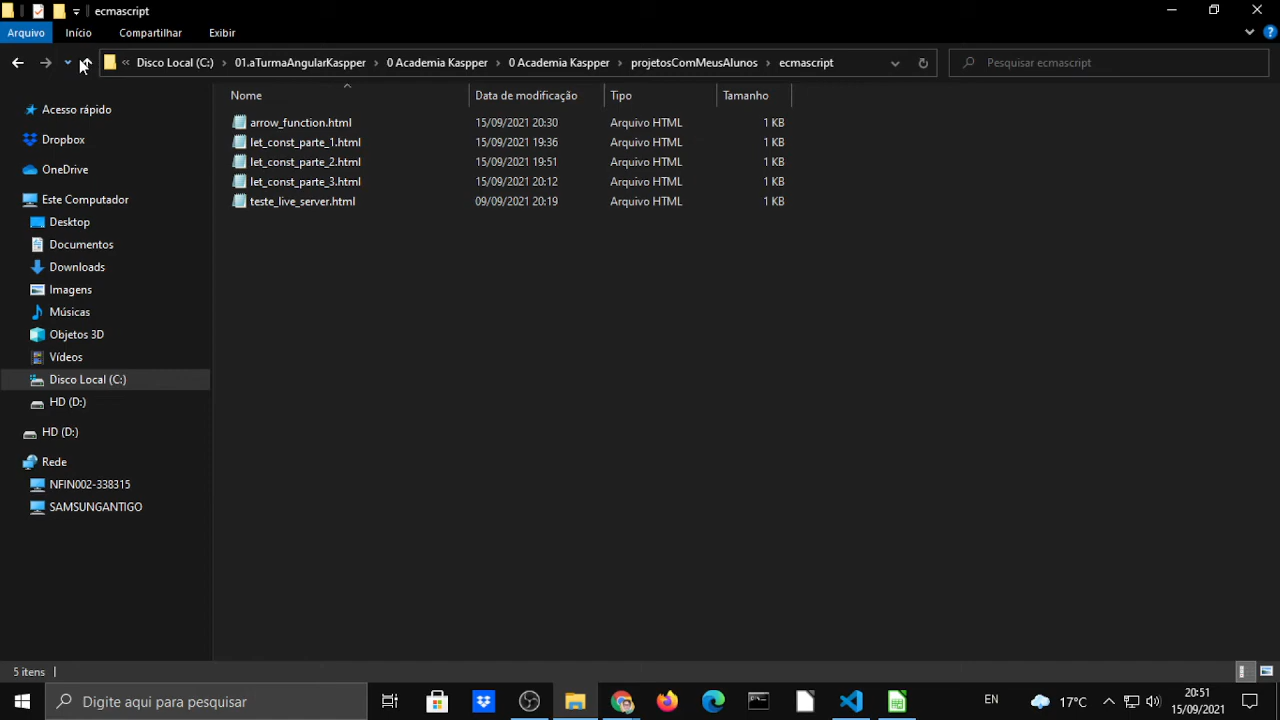 ecmascript
Arquivo Início Compartilhar Exibir
« Disco Local (C:) › 01.aTurmaAngularKaspper › 0 Academia Kaspper › 0 Academia Kaspper › projetosComMeusAlunos › ecmascript Pesquisar ecmascript
Nome Data de modificação Tipo Tamanho
arrow_function.html 15/09/2021 20:30 Arquivo HTML 1 KB
let_const_parte_1.html 15/09/2021 19:36 Arquivo HTML 1 KB
let_const_parte_2.html 15/09/2021 19:51 Arquivo HTML 1 KB
let_const_parte_3.html 15/09/2021 20:12 Arquivo HTML 1 KB
teste_live_server.html 09/09/2021 20:19 Arquivo HTML 1 KB
Acesso rápido
Dropbox
OneDrive
Este Computador
Desktop
Documentos
Downloads
Imagens
Músicas
Objetos 3D
Vídeos
Disco Local (C:)
HD (D:)
HD (D:)
Rede
NFIN002-338315
SAMSUNGANTIGO
5 itens
Digite aqui para pesquisar EN 17°C 20:51
15/09/2021